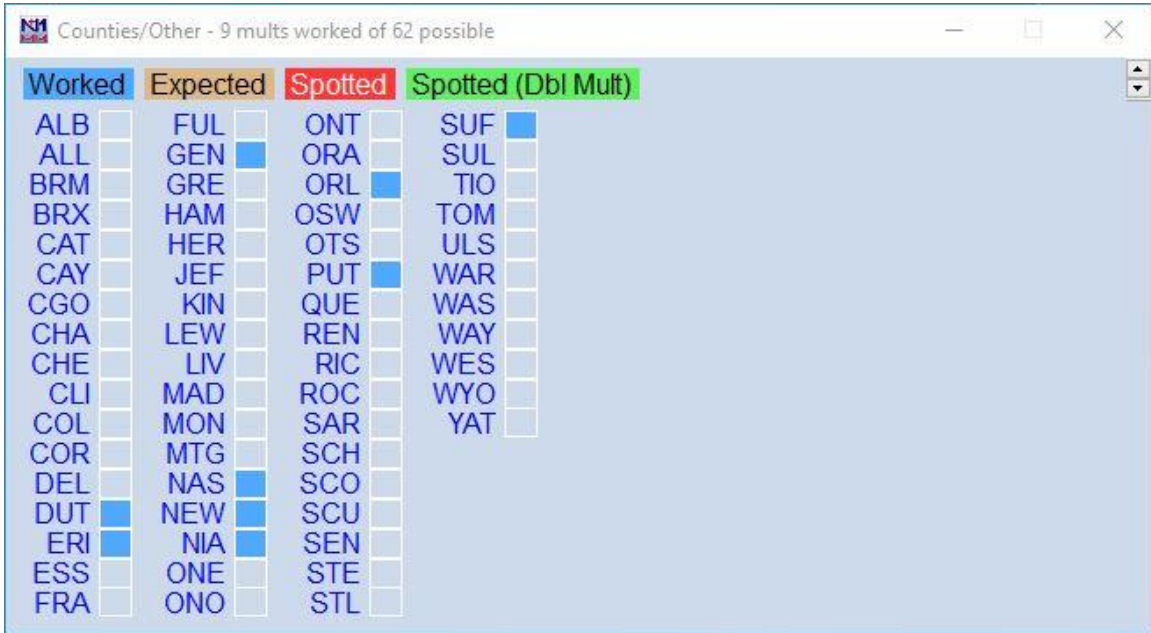 Counties/Other - 9 mults worked of 62 possible
Worked Expected Spotted Spotted (Dbl Mult)
ALB FUL ONT SUF
ALL GEN ORA SUL
BRM GRE ORL TIO
BRX HAM OSW TOM
CAT HER OTS ULS
CAY JEF PUT WAR
CGO KIN QUE WAS
CHA LEW REN WAY
CHE LIV RIC WES
CLI MAD ROC WYO
COL MON SAR YAT
COR MTG SCH
DEL NAS SCO
DUT NEW SCU
ERI NIA SEN
ESS ONE STE
FRA ONO STL